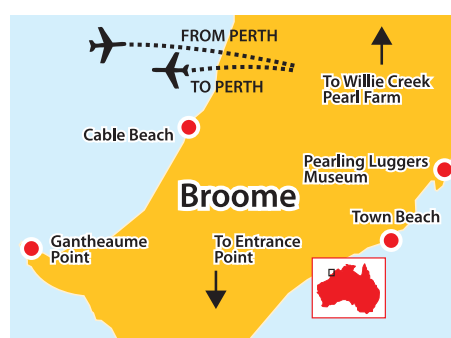 FROM PERTH
TO PERTH
To Willie Creek
Pearl Farm
Cable Beach
Pearling Luggers
Museum
Broome
Town Beach
Gantheaume
Point
To Entrance
Point